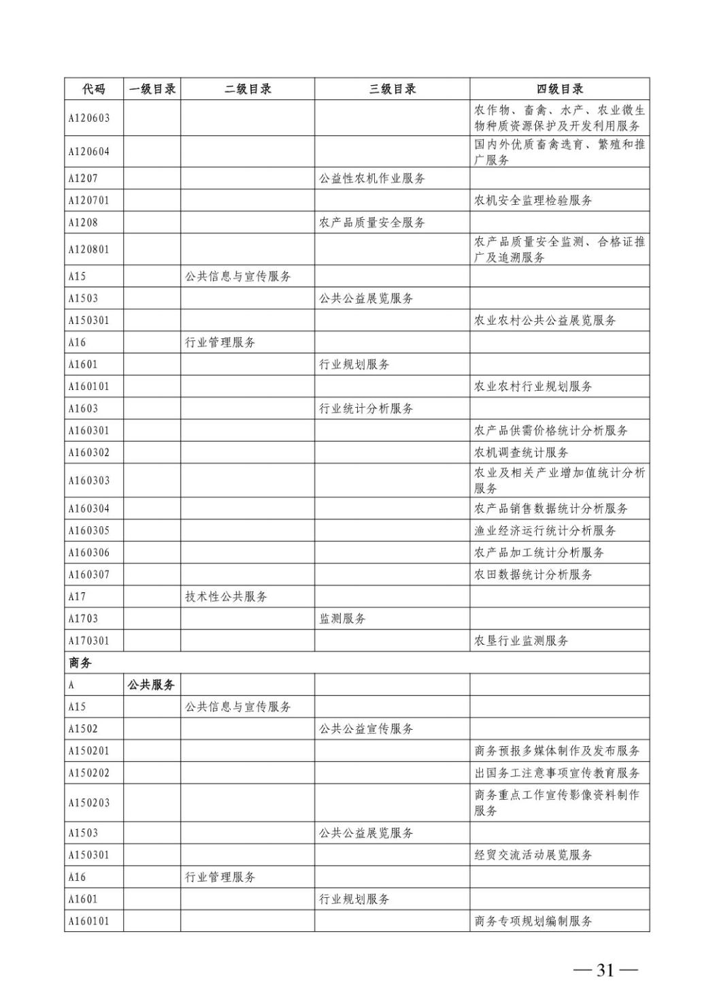 代码 一级目录 二级目录 三级目录 四级目录
A120603 农作物、畜禽、水产、农业微生
物种质资源保护及开发利用服务
A120604 国内外优质畜禽选育、繁殖和推
广服务
A1207 公益性农机作业服务
A120701 农机安全监理检验服务
A1208 农产品质量安全服务
A120801 农产品质量安全监测、合格证推
广及追溯服务
A15 公共信息与宣传服务
A1503 公共公益展览服务
A150301 农业农村公共公益展览服务
A16 行业管理服务
A1601 行业规划服务
A160101 农业农村行业规划服务
A1603 行业统计分析服务
A160301 农产品供需价格统计分析服务
A160302 农机调查统计服务
A160303 农业及相关产业增加值统计分析
服务
A160304 农产品销售数据统计分析服务
A160305 渔业经济运行统计分析服务
A160306 农产品加工统计分析服务
A160307 农田数据统计分析服务
A17 技术性公共服务
A1703 监测服务
A170301 农垦行业监测服务
商务
A 公共服务
A15 公共信息与宣传服务
A1502 公共公益宣传服务
A150201 商务预报多媒体制作及发布服务
A150202 出国务工注意事项宣传教育服务
A150203 商务重点工作宣传影像资料制作
服务
A1503 公共公益展览服务
A150301 经贸交流活动展览服务
A16 行业管理服务
A1601 行业规划服务
A160101 商务专项规划编制服务
— 31 —